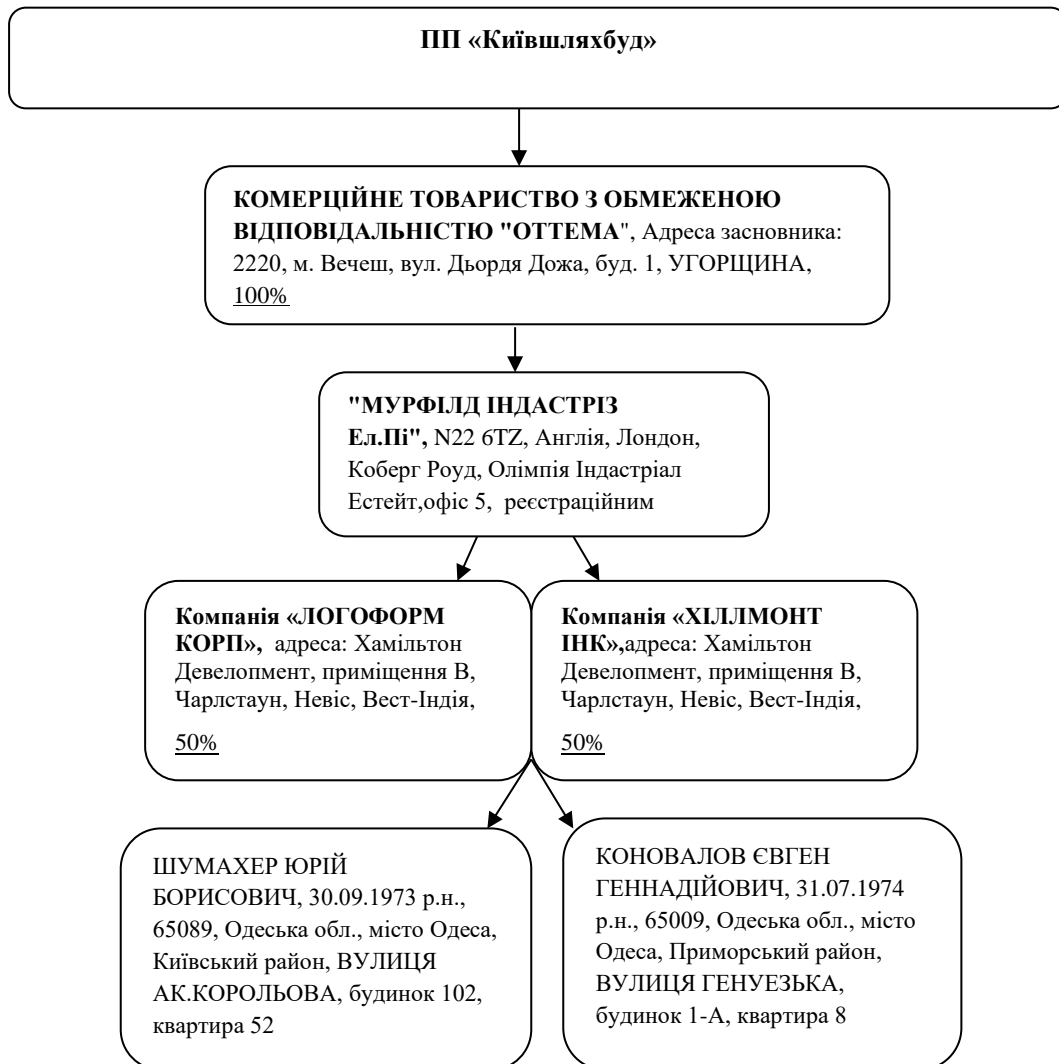 ПП «Київшляхбуд»
КОМЕРЦІЙНЕ ТОВАРИСТВО З ОБМЕЖЕНОЮ
ВІДПОВІДАЛЬНІСТЮ "ОТТЕМА", Адреса засновника:
2220, м. Вечеш, вул. Дьордя Дожа, буд. 1, УГОРЩИНА,
100%
"МУРФІЛД ІНДАСТРІЗ
Ел.Пі", N22 6TZ, Англія, Лондон,
Коберг Роуд, Олімпія Індастріал
Естейт,офіс 5, реєстраційним
Компанія «ЛОГОФОРМ
КОРП», адреса: Хамільтон
Девелопмент, приміщення В,
Чарлстаун, Невіс, Вест-Індія,
50%
Компанія «ХІЛЛМОНТ
ІНК»,адреса: Хамільтон
Девелопмент, приміщення В,
Чарлстаун, Невіс, Вест-Індія,
50%
ШУМАХЕР ЮРІЙ
БОРИСОВИЧ, 30.09.1973 р.н.,
65089, Одеська обл., місто Одеса,
Київський район, ВУЛИЦЯ
АК.КОРОЛЬОВА, будинок 102,
квартира 52
КОНОВАЛОВ ЄВГЕН
ГЕННАДІЙОВИЧ, 31.07.1974
р.н., 65009, Одеська обл., місто
Одеса, Приморський район,
ВУЛИЦЯ ГЕНУЕЗЬКА,
будинок 1-А, квартира 8